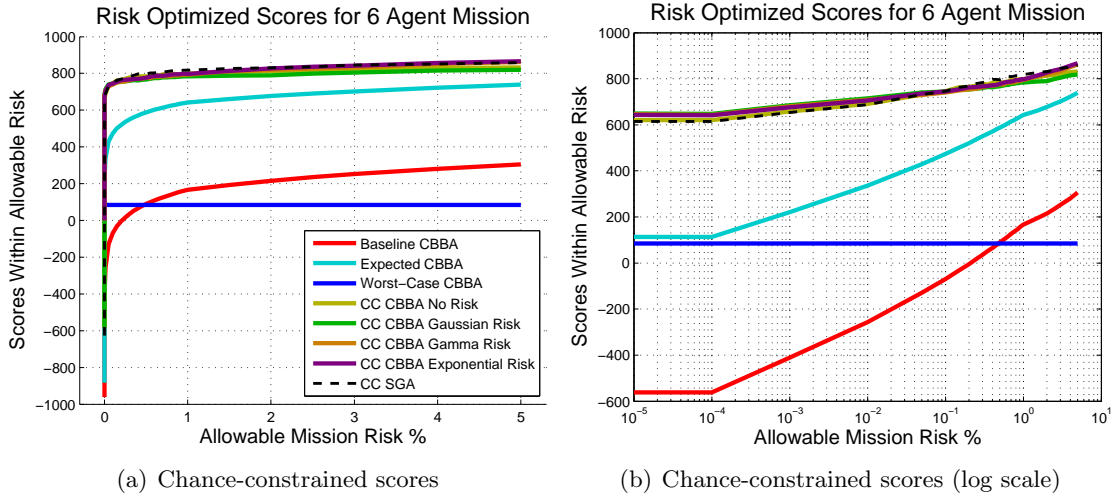 Risk Optimized Scores for 6 Agent Mission
Scores Within Allowable Risk
1000
800
600
400
200
0
−200
−400
−600
−800
−1000
Baseline CBBA
Expected CBBA
Worst−Case CBBA
CC CBBA No Risk
CC CBBA Gaussian Risk
CC CBBA Gamma Risk
CC CBBA Exponential Risk
CC SGA
0 1 2 3 4 5
Allowable Mission Risk %
(a) Chance-constrained scores
Risk Optimized Scores for 6 Agent Mission
Scores Within Allowable Risk
1000
800
600
400
200
0
−200
−400
−600
10−5 10−4 10−3 10−2 10−1 100 101
Allowable Mission Risk %
(b) Chance-constrained scores (log scale)